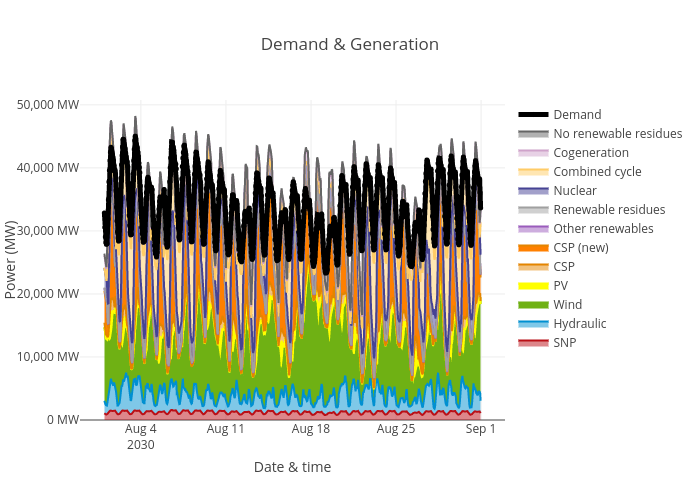 Demand & Generation
50,000 MW
40,000 MW
30,000 MW
20,000 MW
10,000 MW
0 MW
Power (MW)
Aug 4
2030
Aug 11
Aug 18
Aug 25
Sep 1
Date & time
Demand
No renewable residues
Cogeneration
Combined cycle
Nuclear
Renewable residues
Other renewables
CSP (new)
CSP
PV
Wind
Hydraulic
SNP